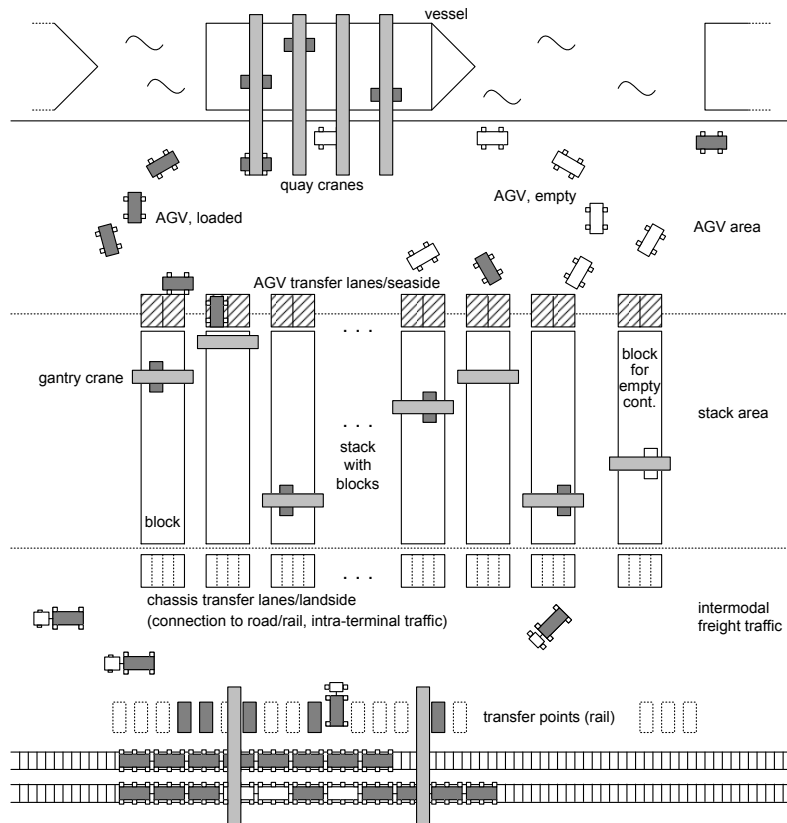 vessel
quay cranes
AGV, empty
AGV, loaded
AGV area
AGV transfer lanes/seaside
. . .
block
for
empty
cont.
gantry crane
stack area
. . .
stack
with
blocks
block
. . .
chassis transfer lanes/landside
(connection to road/rail, intra-terminal traffic)
intermodal
freight traffic
transfer points (rail)